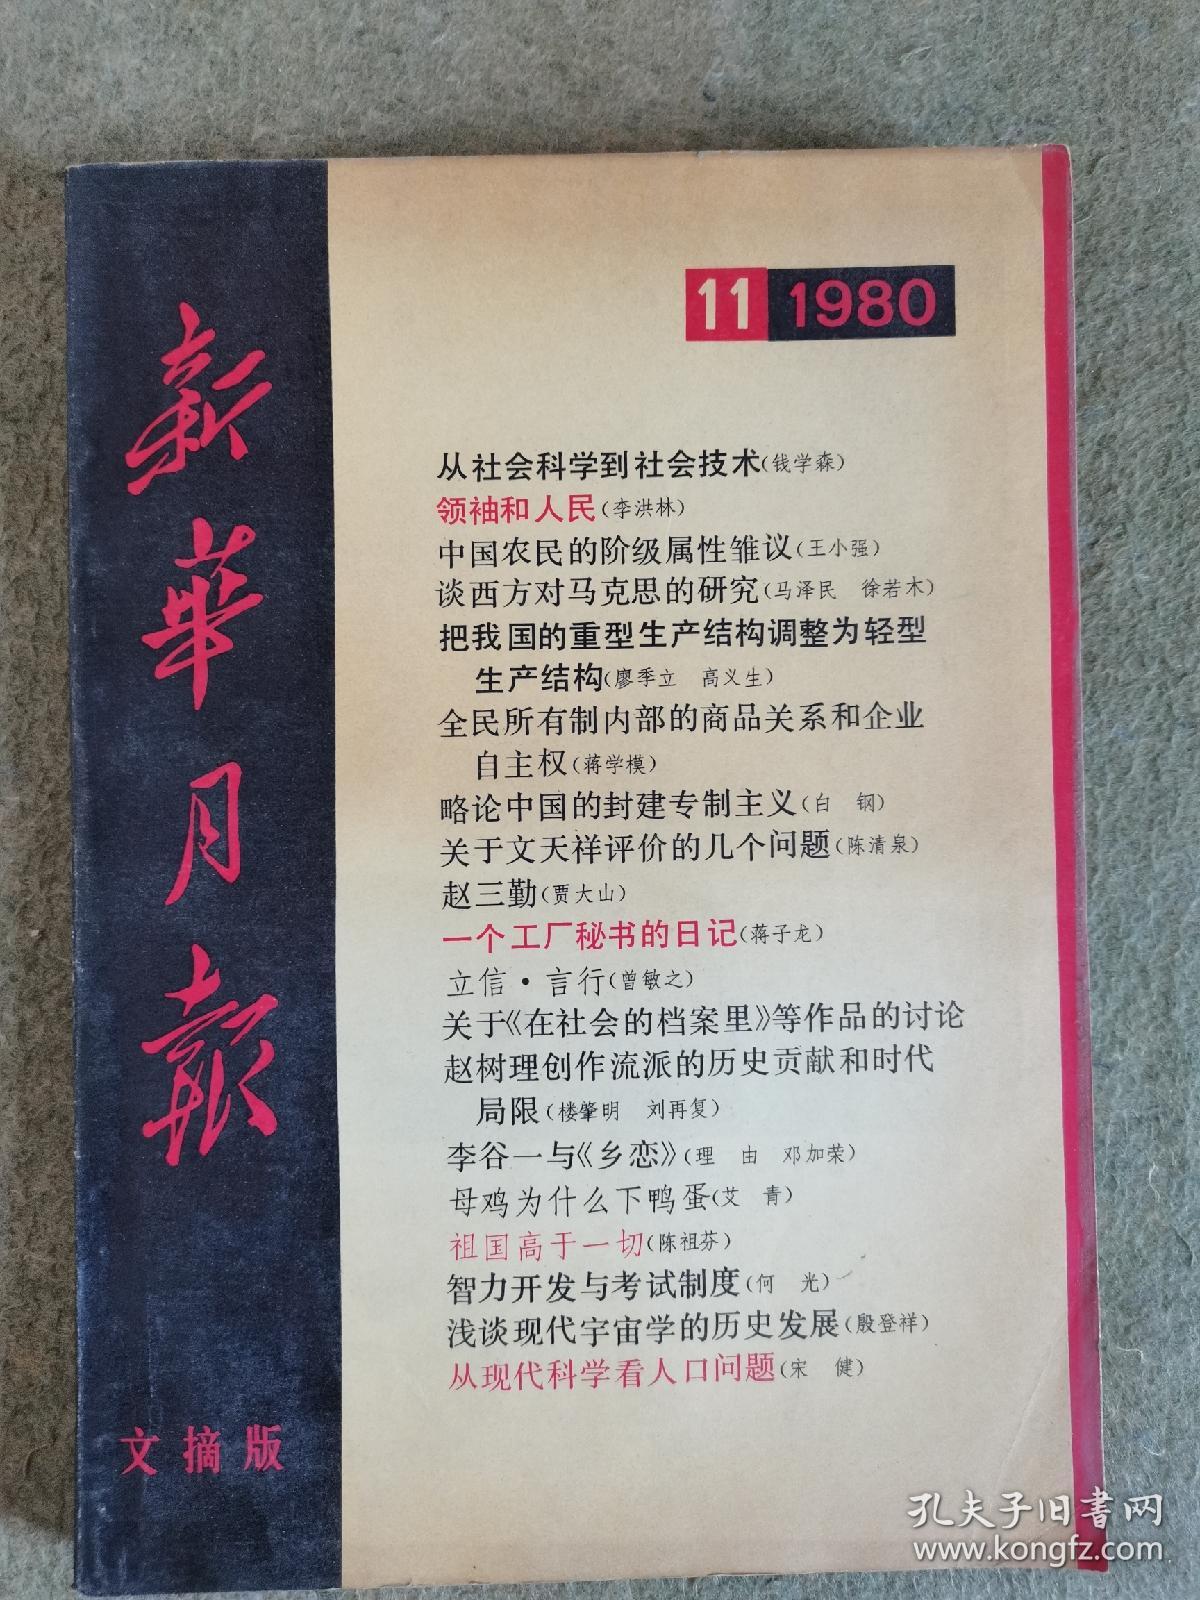 新華月報
文摘版
11 1980
从社会科学到社会技术(钱学森)
领袖和人民(李洪林)
中国农民的阶级属性雏议(王小强)
谈西方对马克思的研究(马泽民 徐若木)
把我国的重型生产结构调整为轻型
生产结构(廖季立 高义生)
全民所有制内部的商品关系和企业
自主权(蒋学模)
略论中国的封建专制主义(白 钢)
关于文天祥评价的几个问题(陈清泉)
赵三勤(贾大山)
一个工厂秘书的日记(蒋子龙)
立信·言行(曾敏之)
关于《在社会的档案里》等作品的讨论
赵树理创作流派的历史贡献和时代
局限(楼肇明 刘再复)
李谷一与《乡恋》(理 由 邓加荣)
母鸡为什么下鸭蛋(艾 青)
祖国高于一切(陈祖芬)
智力开发与考试制度(何 光)
浅谈现代宇宙学的历史发展(殷登祥)
从现代科学看人口问题(宋 健)
孔夫子旧书网
www.kongfz.com